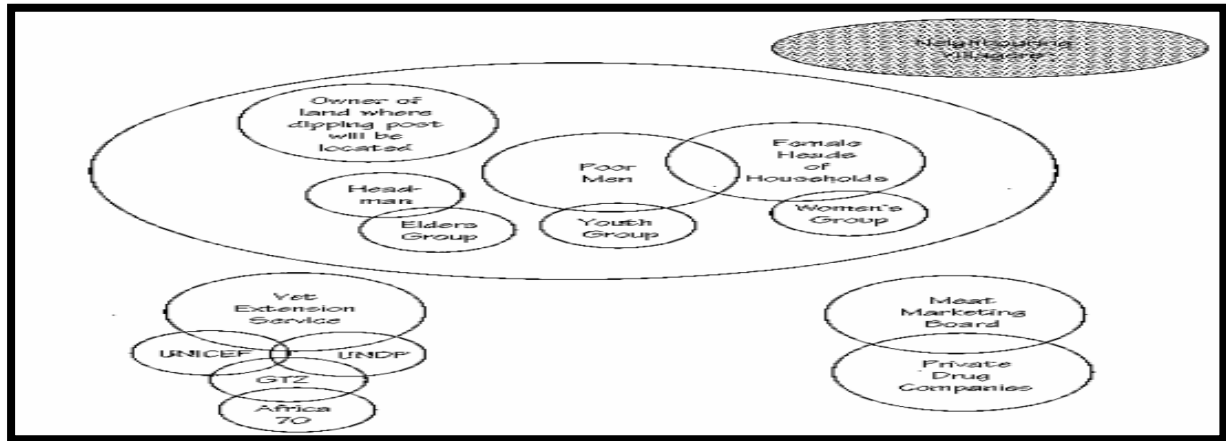 Neighbouring
Villagers
Owner of
land where
dipping post
will be
located
Poor
Men
Female
Heads
of
Households
Head-
man
Elders
Group
Youth
Group
Women's
Group
Vet
Extension
Service
UNICEF
UNDP
GTZ
Africa
70
Meat
Marketing
Board
Private
Drug
Companies